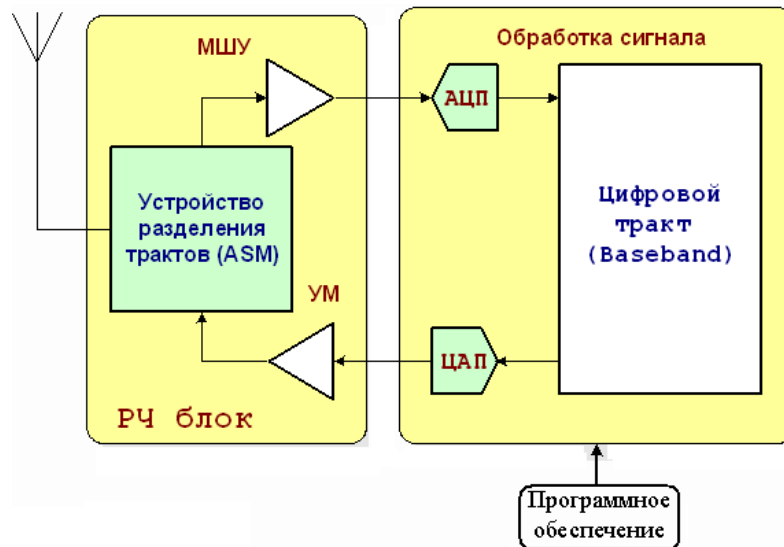 МШУ
Обработка сигнала
АЦП
Устройство
разделения
трактов (ASM)
Цифровой
тракт
(Baseband)
УМ
ЦАП
РЧ блок
Программное
обеспечение